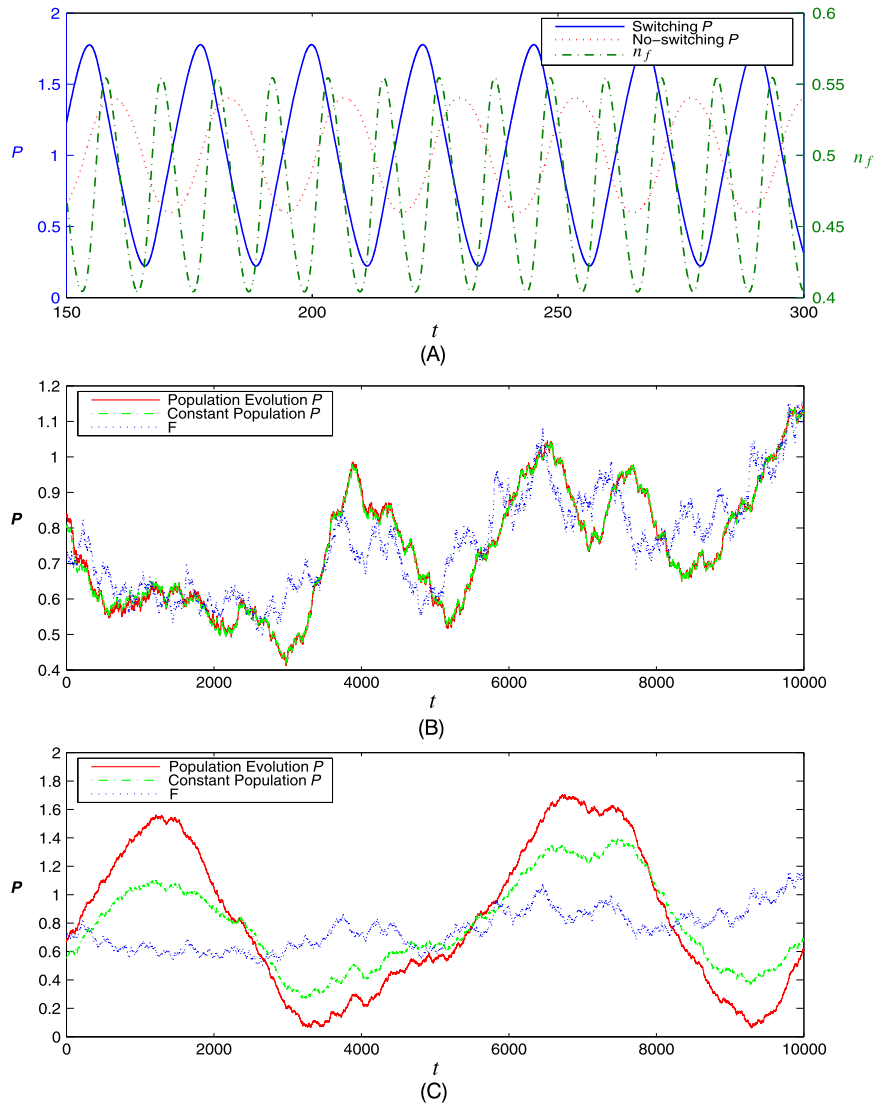 2
0.6
Switching P
No-switching P
n_f
1.5
0.55
P
1
0.5
n_f
0.5
0.45
0
0.4
150
200
250
300
t
(A)
1.2
Population Evolution P
1.1
Constant Population P
F
1
0.9
P
0.8
0.7
0.6
0.5
0.4
0
2000
4000
6000
8000
10000
t
(B)
2
Population Evolution P
1.8
Constant Population P
F
1.6
1.4
1.2
P
1
0.8
0.6
0.4
0.2
0
0
2000
4000
6000
8000
10000
t
(C)